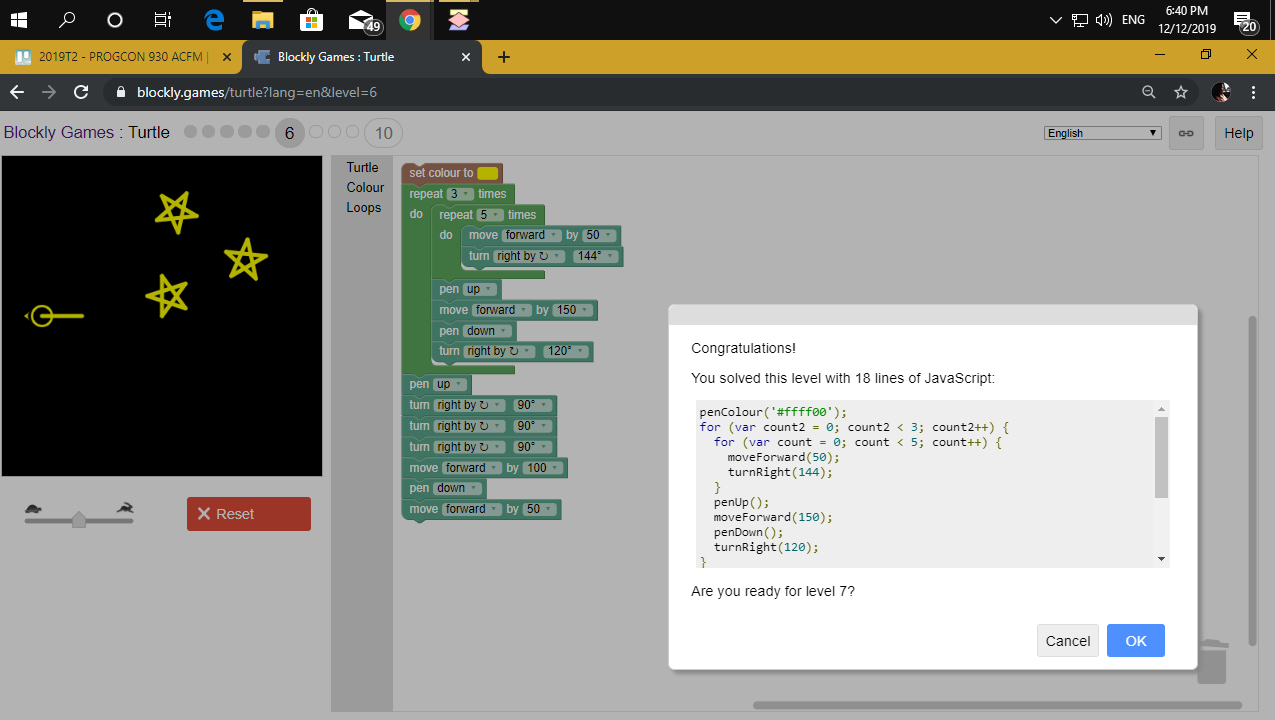 49
ENG
6:40 PM
12/12/2019
20
2019T2 - PROGCON 930 ACFM |
Blockly Games : Turtle
blockly.games/turtle?lang=en&level=6
Blockly Games : Turtle
6
10
English
Help
Turtle
Colour
Loops
set colour to
repeat 3 times
do repeat 5 times
do move forward by 50
turn right by ↻ 144°
pen up
move forward by 150
pen down
turn right by ↻ 120°
pen up
turn right by ↻ 90°
turn right by ↻ 90°
turn right by ↻ 90°
move forward by 100
pen down
move forward by 50
Reset
Congratulations!
You solved this level with 18 lines of JavaScript:
penColour('#ffff00');
for (var count2 = 0; count2 < 3; count2++) {
for (var count = 0; count < 5; count++) {
moveForward(50);
turnRight(144);
}
penUp();
moveForward(150);
penDown();
turnRight(120);
}
Are you ready for level 7?
Cancel
OK